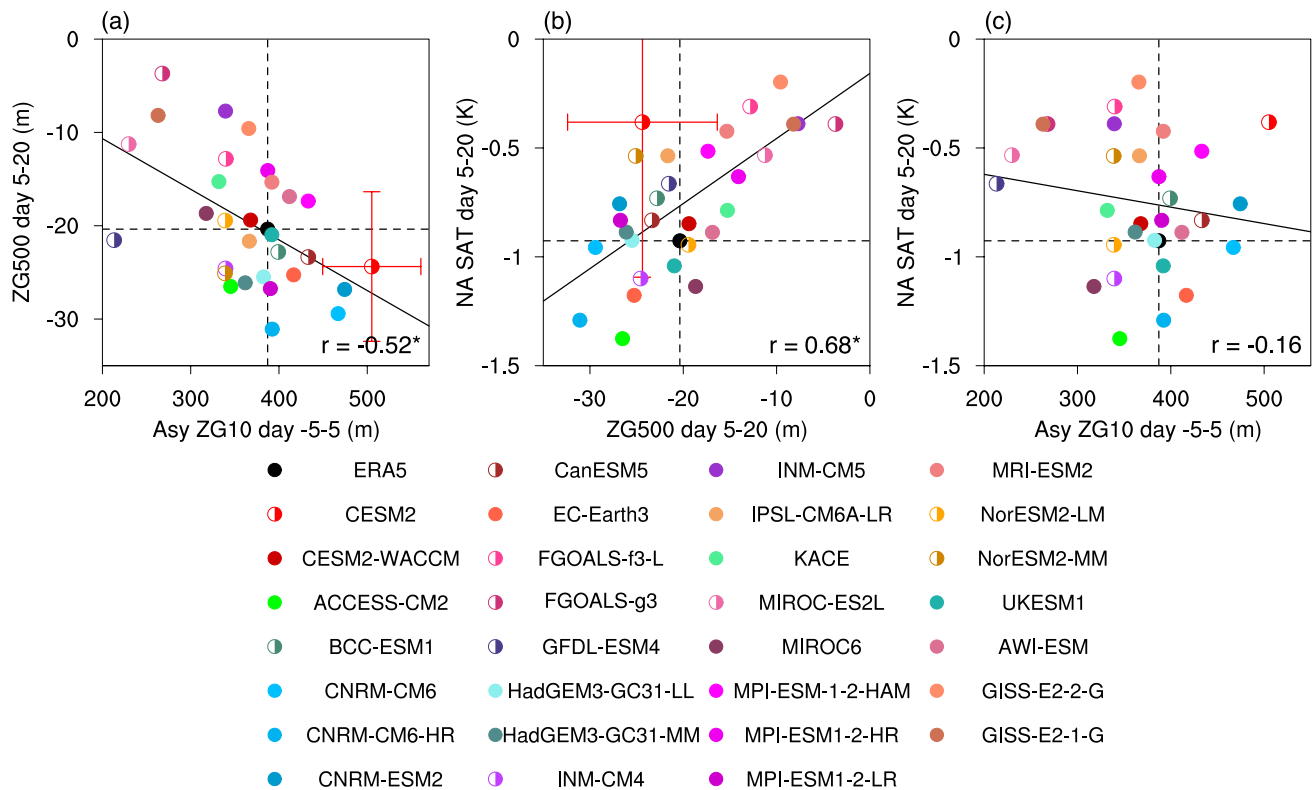 (a)
(b)
(c)
ZG500 day 5-20 (m)
0
-10
-20
-30
r = -0.52*
200 300 400 500
Asy ZG10 day -5-5 (m)
NA SAT day 5-20 (K)
0
-0.5
-1
-1.5
r = 0.68*
-30 -20 -10 0
ZG500 day 5-20 (m)
NA SAT day 5-20 (K)
0
-0.5
-1
-1.5
r = -0.16
200 300 400 500
Asy ZG10 day -5-5 (m)
ERA5 CanESM5 INM-CM5 MRI-ESM2
CESM2 EC-Earth3 IPSL-CM6A-LR NorESM2-LM
CESM2-WACCM FGOALS-f3-L KACE NorESM2-MM
ACCESS-CM2 FGOALS-g3 MIROC-ES2L UKESM1
BCC-ESM1 GFDL-ESM4 MIROC6 AWI-ESM
CNRM-CM6 HadGEM3-GC31-LL MPI-ESM-1-2-HAM GISS-E2-2-G
CNRM-CM6-HR HadGEM3-GC31-MM MPI-ESM1-2-HR GISS-E2-1-G
CNRM-ESM2 INM-CM4 MPI-ESM1-2-LR